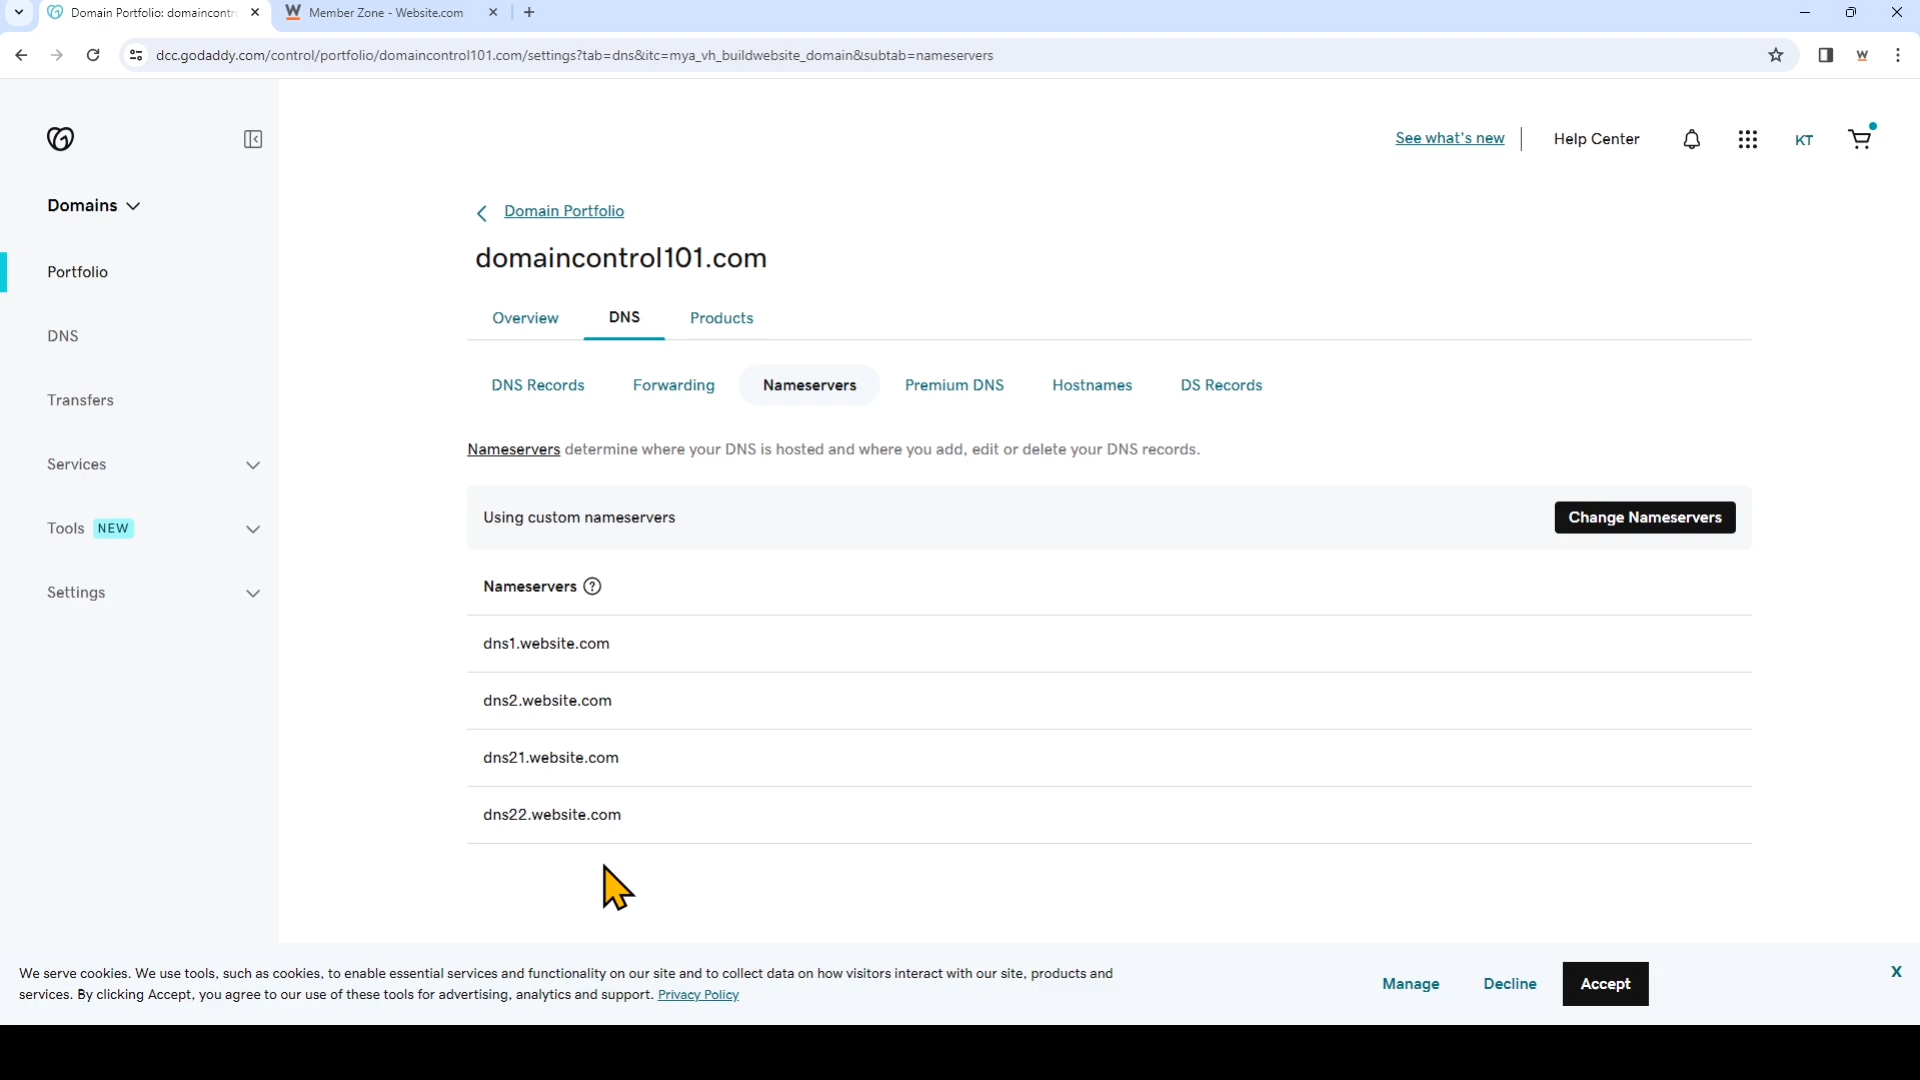 Domain Portfolio: domaincontr
Member Zone - Website.com
dcc.godaddy.com/control/portfolio/domaincontrol101.com/settings?tab=dns&itc=mya_vh_buildwebsite_domain&subtab=nameservers
See what's new
Help Center
KT
Domains
Portfolio
DNS
Transfers
Services
Tools NEW
Settings
Domain Portfolio
domaincontrol101.com
Overview DNS Products
DNS Records Forwarding Nameservers Premium DNS Hostnames DS Records
Nameservers determine where your DNS is hosted and where you add, edit or delete your DNS records.
Using custom nameservers
Change Nameservers
Nameservers ?
dns1.website.com
dns2.website.com
dns21.website.com
dns22.website.com
We serve cookies. We use tools, such as cookies, to enable essential services and functionality on our site and to collect data on how visitors interact with our site, products and
services. By clicking Accept, you agree to our use of these tools for advertising, analytics and support. Privacy Policy
Manage Decline Accept
X